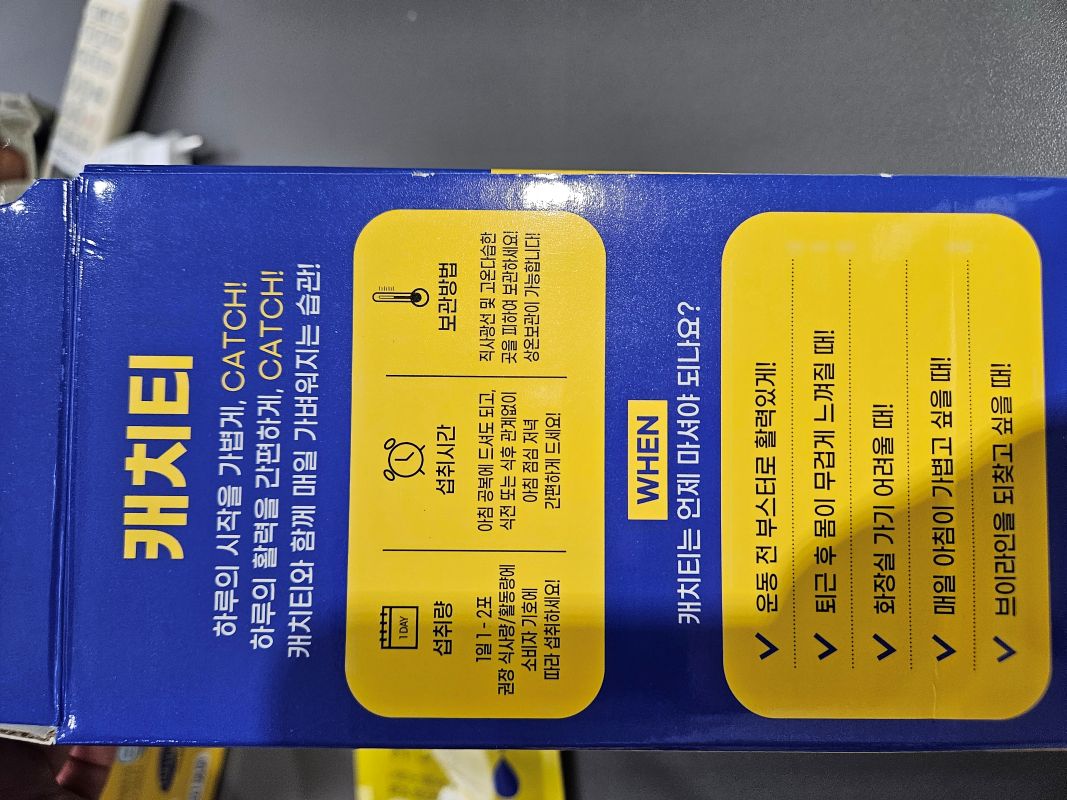 캐치티
하루의 시작을 가볍게, CATCH!
하루의 활력을 간편하게, CATCH!
캐치티와 함께 매일 가벼워지는 습관!
1 DAY
섭취량
1일 1 - 2포
권장 식사량/활동량에
소비자 기호에
따라 섭취하세요!
섭취시간
아침 공복에 드셔도 되고,
식전 또는 식후 관계없이
아침 점심 저녁
간편하게 드세요!
보관방법
직사광선 및 고온다습한
곳을 피하여 보관하세요!
상온보관이 가능합니다!
WHEN
캐치티는 언제 마셔야 되나요?
운동 전 부스터로 활력있게!
퇴근 후 몸이 무겁게 느껴질 때!
화장실 가기 어려울 때!
매일 아침이 가볍고 싶을 때!
브이라인을 되찾고 싶을 때!